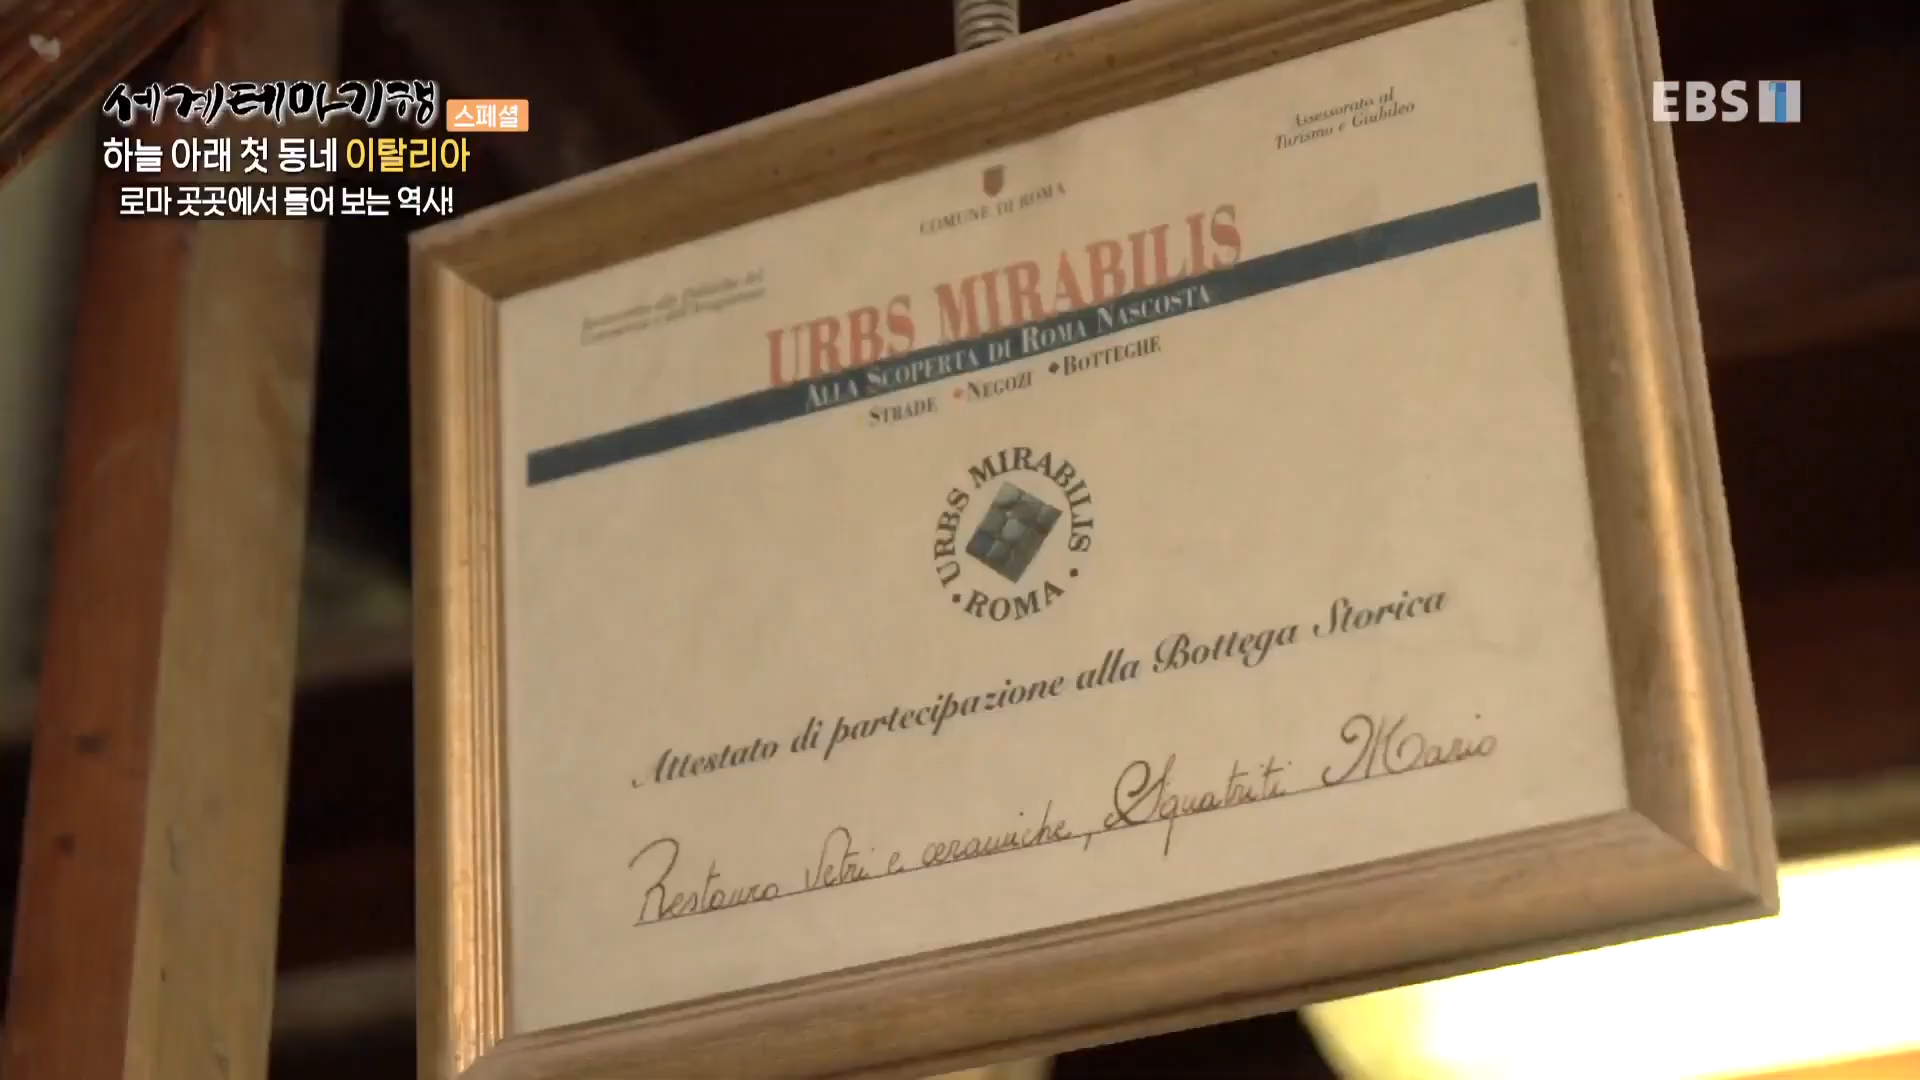 세계테마기행 스페셜
하늘 아래 첫 동네 이탈리아
로마 곳곳에서 들어 보는 역사!
EBS 1
Assessorato al
Turismo e Giubileo
COMUNE DI ROMA
URBS MIRABILIS
ALLA SCOPERTA DI ROMA NASCOSTA
STRADE NEGOZI BOTTEGHE
URBS MIRABILIS
ROMA
Attestato di partecipazione alla Bottega Storica
Restauro Vetri e ceramiche, Squatriti Mario